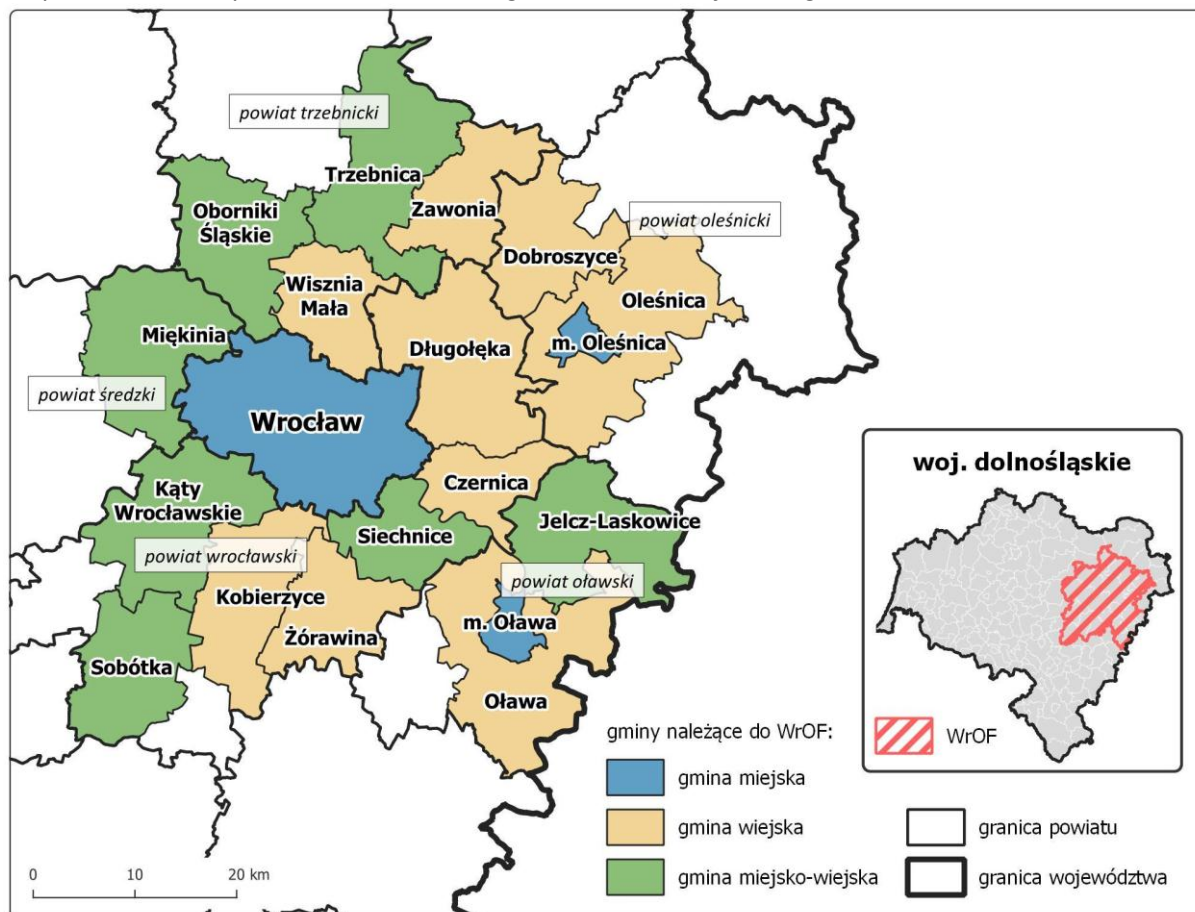 powiat trzebnicki
Trzebnica
Oborniki
Śląskie
Zawonia
powiat oleśnicki
Dobroszyce
Wisznia
Mała
Oleśnica
Miękinia
Długołęka
m. Oleśnica
powiat średzki
Wrocław
Kąty
Wrocławskie
Czernica
Siechnice
Jelcz-Laskowice
powiat wrocławski
powiat oławski
Kobierzyce
m. Oława
Żórawina
Sobótka
Oława
woj. dolnośląskie
WrOF
gminy należące do WrOF:
gmina miejska
gmina wiejska
gmina miejsko-wiejska
granica powiatu
granica województwa
0 10 20 km